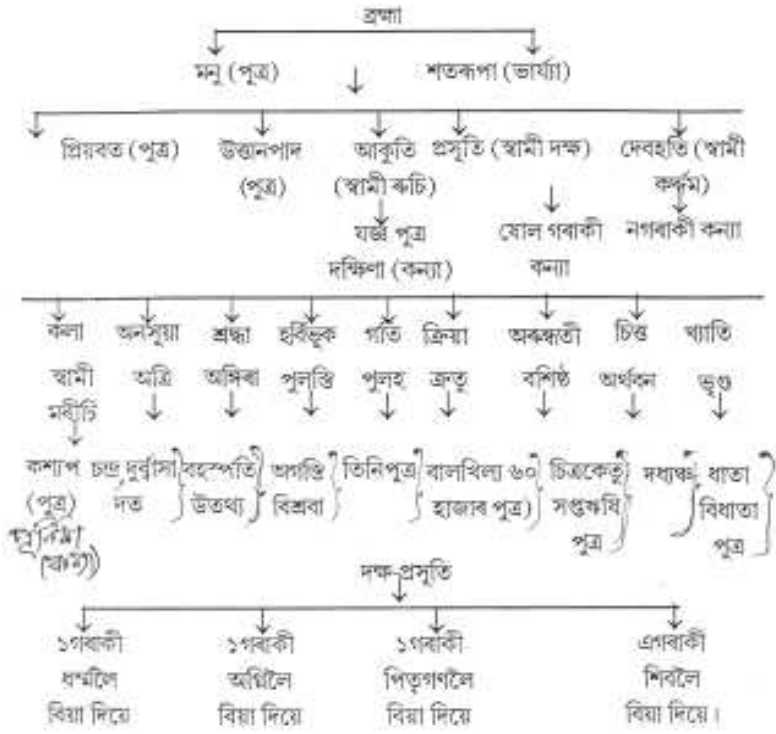 ব্ৰহ্মা
মনু (পুত্ৰ) শতৰূপা (ভাৰ্য্যা)
প্ৰিয়বত (পুত্ৰ) উত্তানপাদ আকুতি প্ৰসূতি (স্বামী দক্ষ) দেবহুতি (স্বামী
(পুত্ৰ) (স্বামী ৰুচি) কৰ্দ্দম)
যজ্ঞ পুত্ৰ ষোল গৰাকী নগৰাকী কন্যা
দক্ষিণা (কন্যা) কন্যা
কলা অনসূয়া শ্ৰদ্ধা হৰ্বিভূক গতি ক্ৰিয়া অৰুন্ধতী চিত্ত খ্যাতি
স্বামী অত্ৰি অঙ্গিৰা পুলস্তি পুলহ ক্ৰতু বশিষ্ঠ অৰ্থবন ভৃগু
মৰীচি
কশ্যপ চন্দ্ৰ দুৰ্ব্বাসা বৃহস্পতি অগস্তি তিনিপুত্ৰ বালখিল্য ৬০ চিত্ৰকেতু দধ্যঞ্চ ধাতা
(পুত্ৰ) দত উতথ্য বিশ্ৰবা হাজাৰ পুত্ৰ) সপ্তঋষি বিধাতা
পুত্ৰ পুত্ৰ
দক্ষ-প্ৰসূতি
১গৰাকী ১গৰাকী ১গৰাকী এগৰাকী
ধৰ্ম্মলৈ অগ্নিলৈ পিতৃগণলৈ শিবলৈ
বিয়া দিয়ে বিয়া দিয়ে বিয়া দিয়ে বিয়া দিয়ে।